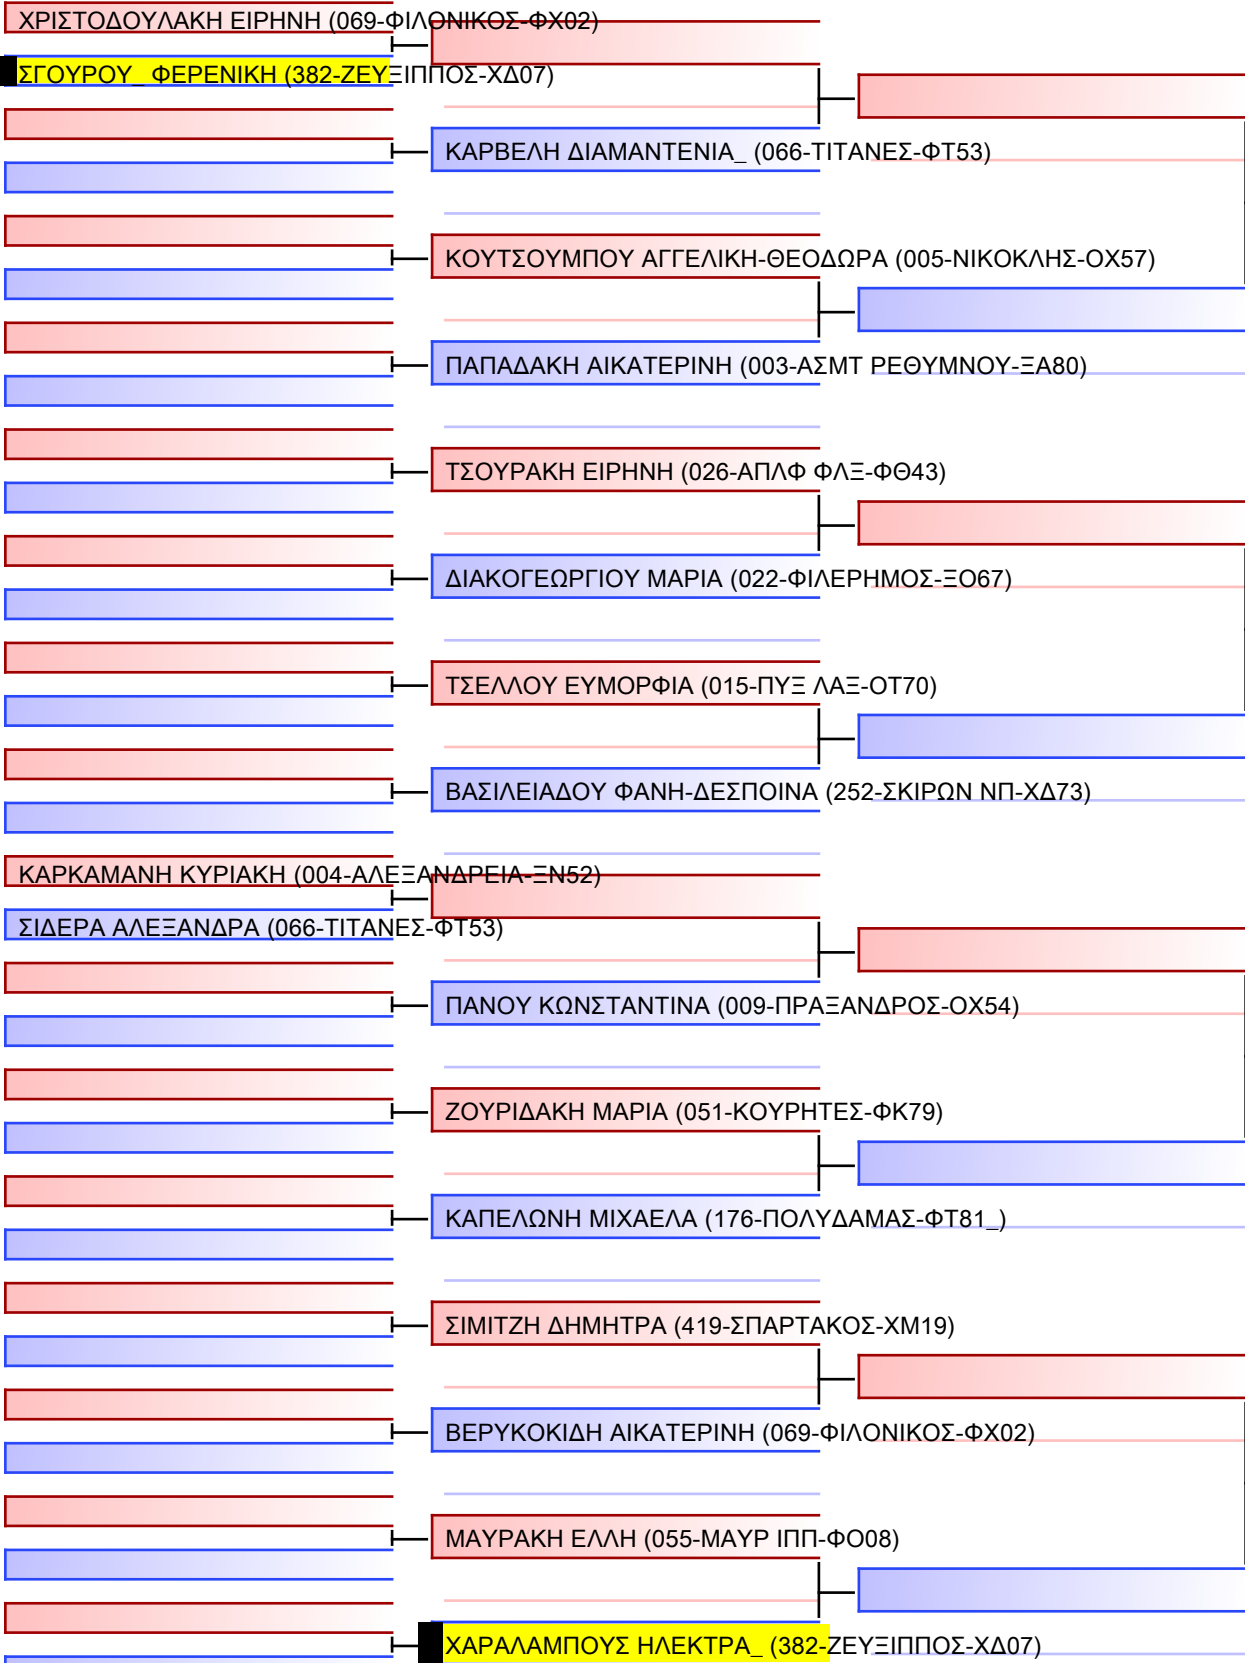 ΧΡΙΣΤΟΔΟΥΛΑΚΗ ΕΙΡΗΝΗ (069-ΦΙΛΟΝΙΚΟΣ-ΦΧ02)
ΣΓΟΥΡΟΥ_ ΦΕΡΕΝΙΚΗ (382-ΖΕΥΞΙΠΠΟΣ-ΧΔ07)
ΚΑΡΒΕΛΗ ΔΙΑΜΑΝΤΕΝΙΑ_ (066-ΤΙΤΑΝΕΣ-ΦΤ53)
ΚΟΥΤΣΟΥΜΠΟΥ ΑΓΓΕΛΙΚΗ-ΘΕΟΔΩΡΑ (005-ΝΙΚΟΚΛΗΣ-ΟΧ57)
ΠΑΠΑΔΑΚΗ ΑΙΚΑΤΕΡΙΝΗ (003-ΑΣΜΤ ΡΕΘΥΜΝΟΥ-ΞΑ80)
ΤΣΟΥΡΑΚΗ ΕΙΡΗΝΗ (026-ΑΠΛΦ ΦΛΞ-ΦΘ43)
ΔΙΑΚΟΓΕΩΡΓΙΟΥ ΜΑΡΙΑ (022-ΦΙΛΕΡΗΜΟΣ-ΞΟ67)
ΤΣΕΛΛΟΥ ΕΥΜΟΡΦΙΑ (015-ΠΥΞ ΛΑΞ-ΟΤ70)
ΒΑΣΙΛΕΙΑΔΟΥ ΦΑΝΗ-ΔΕΣΠΟΙΝΑ (252-ΣΚΙΡΩΝ ΝΠ-ΧΔ73)
ΚΑΡΚΑΜΑΝΗ ΚΥΡΙΑΚΗ (004-ΑΛΕΞΑΝΔΡΕΙΑ-ΞΝ52)
ΣΙΔΕΡΑ ΑΛΕΞΑΝΔΡΑ (066-ΤΙΤΑΝΕΣ-ΦΤ53)
ΠΑΝΟΥ ΚΩΝΣΤΑΝΤΙΝΑ (009-ΠΡΑΞΑΝΔΡΟΣ-ΟΧ54)
ΖΟΥΡΙΔΑΚΗ ΜΑΡΙΑ (051-ΚΟΥΡΗΤΕΣ-ΦΚ79)
ΚΑΠΕΛΩΝΗ ΜΙΧΑΕΛΑ (176-ΠΟΛΥΔΑΜΑΣ-ΦΤ81_)
ΣΙΜΙΤΖΗ ΔΗΜΗΤΡΑ (419-ΣΠΑΡΤΑΚΟΣ-ΧΜ19)
ΒΕΡΥΚΟΚΙΔΗ ΑΙΚΑΤΕΡΙΝΗ (069-ΦΙΛΟΝΙΚΟΣ-ΦΧ02)
ΜΑΥΡΑΚΗ ΕΛΛΗ (055-ΜΑΥΡ ΙΠΠ-ΦΟ08)
ΧΑΡΑΛΑΜΠΟΥΣ ΗΛΕΚΤΡΑ_ (382-ΖΕΥΞΙΠΠΟΣ-ΧΔ07)